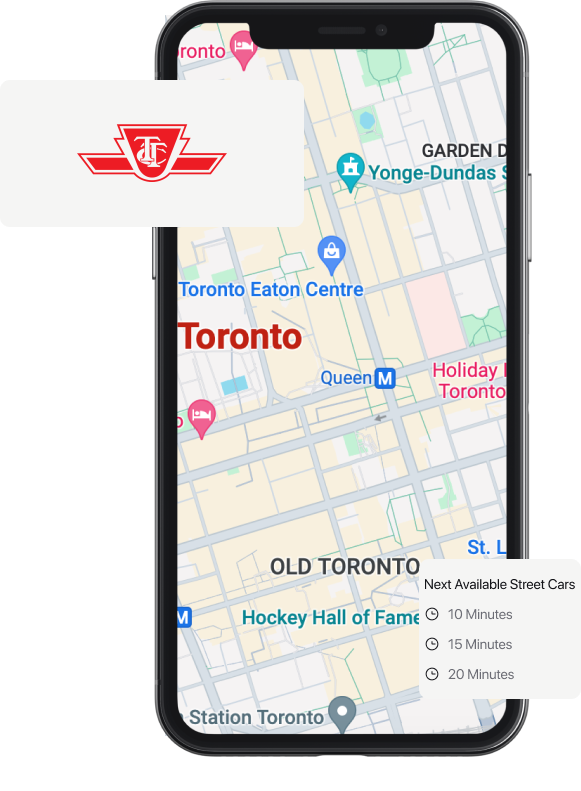 oronto
TTC
GARDEN D
Yonge-Dundas S
Toronto Eaton Centre
Toronto
Queen M
Holiday I
Toronto
o
St. L
OLD TORONTO
Next Available Street Cars
M
Hockey Hall of Fame
10 Minutes
15 Minutes
20 Minutes
Station Toronto